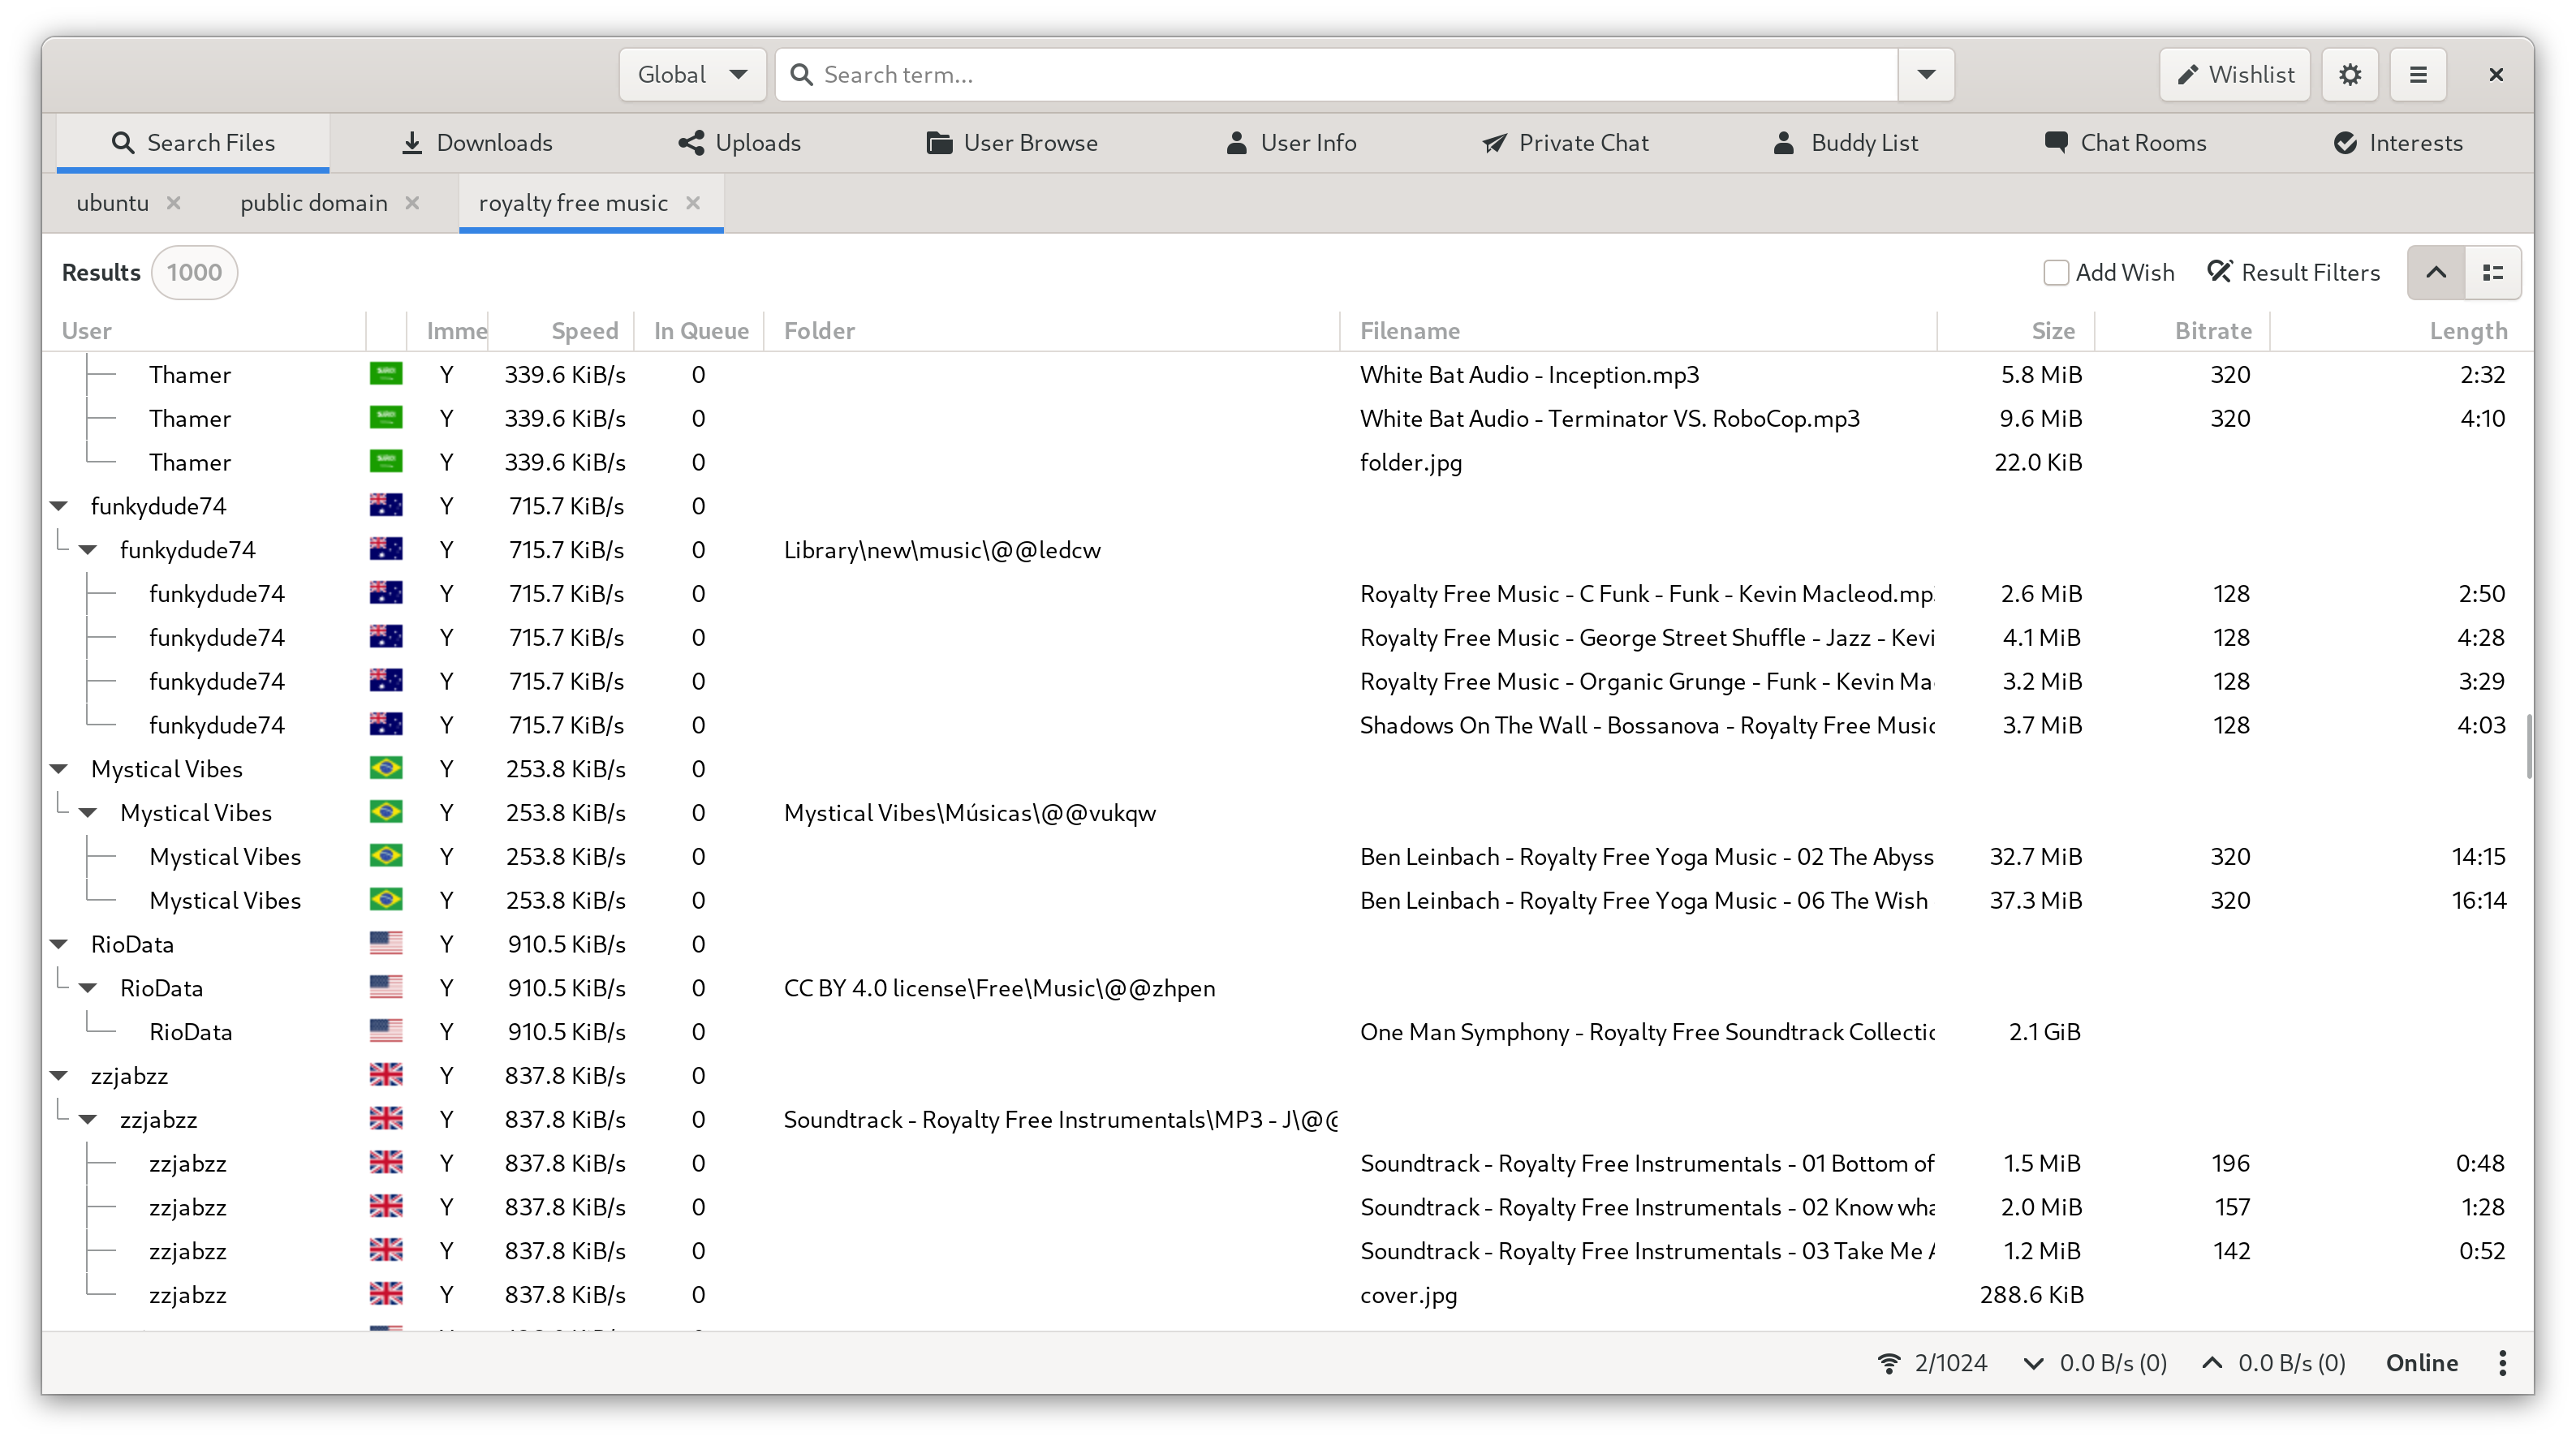 Global Search term... Wishlist
Search Files Downloads Uploads User Browse User Info Private Chat Buddy List Chat Rooms Interests
ubuntu public domain royalty free music
Results 1000 Add Wish Result Filters
User Imme Speed In Queue Folder Filename Size Bitrate Length
Thamer Y 339.6 KiB/s 0 White Bat Audio - Inception.mp3 5.8 MiB 320 2:32
Thamer Y 339.6 KiB/s 0 White Bat Audio - Terminator VS. RoboCop.mp3 9.6 MiB 320 4:10
Thamer Y 339.6 KiB/s 0 folder.jpg 22.0 KiB
funkydude74 Y 715.7 KiB/s 0
funkydude74 Y 715.7 KiB/s 0 Library\new\music\@@ledcw
funkydude74 Y 715.7 KiB/s 0 Royalty Free Music - C Funk - Funk - Kevin Macleod.mp 2.6 MiB 128 2:50
funkydude74 Y 715.7 KiB/s 0 Royalty Free Music - George Street Shuffle - Jazz - Kevi 4.1 MiB 128 4:28
funkydude74 Y 715.7 KiB/s 0 Royalty Free Music - Organic Grunge - Funk - Kevin Ma 3.2 MiB 128 3:29
funkydude74 Y 715.7 KiB/s 0 Shadows On The Wall - Bossanova - Royalty Free Music 3.7 MiB 128 4:03
Mystical Vibes Y 253.8 KiB/s 0
Mystical Vibes Y 253.8 KiB/s 0 Mystical Vibes\Músicas\@@vukqw
Mystical Vibes Y 253.8 KiB/s 0 Ben Leinbach - Royalty Free Yoga Music - 02 The Abyss 32.7 MiB 320 14:15
Mystical Vibes Y 253.8 KiB/s 0 Ben Leinbach - Royalty Free Yoga Music - 06 The Wish 37.3 MiB 320 16:14
RioData Y 910.5 KiB/s 0
RioData Y 910.5 KiB/s 0 CC BY 4.0 license\Free\Music\@@zhpen
RioData Y 910.5 KiB/s 0 One Man Symphony - Royalty Free Soundtrack Collectic 2.1 GiB
zzjabzz Y 837.8 KiB/s 0
zzjabzz Y 837.8 KiB/s 0 Soundtrack - Royalty Free Instrumentals\MP3 - J\@@
zzjabzz Y 837.8 KiB/s 0 Soundtrack - Royalty Free Instrumentals - 01 Bottom of 1.5 MiB 196 0:48
zzjabzz Y 837.8 KiB/s 0 Soundtrack - Royalty Free Instrumentals - 02 Know wha 2.0 MiB 157 1:28
zzjabzz Y 837.8 KiB/s 0 Soundtrack - Royalty Free Instrumentals - 03 Take Me 1.2 MiB 142 0:52
zzjabzz Y 837.8 KiB/s 0 cover.jpg 288.6 KiB
2/1024 0.0 B/s (0) 0.0 B/s (0) Online